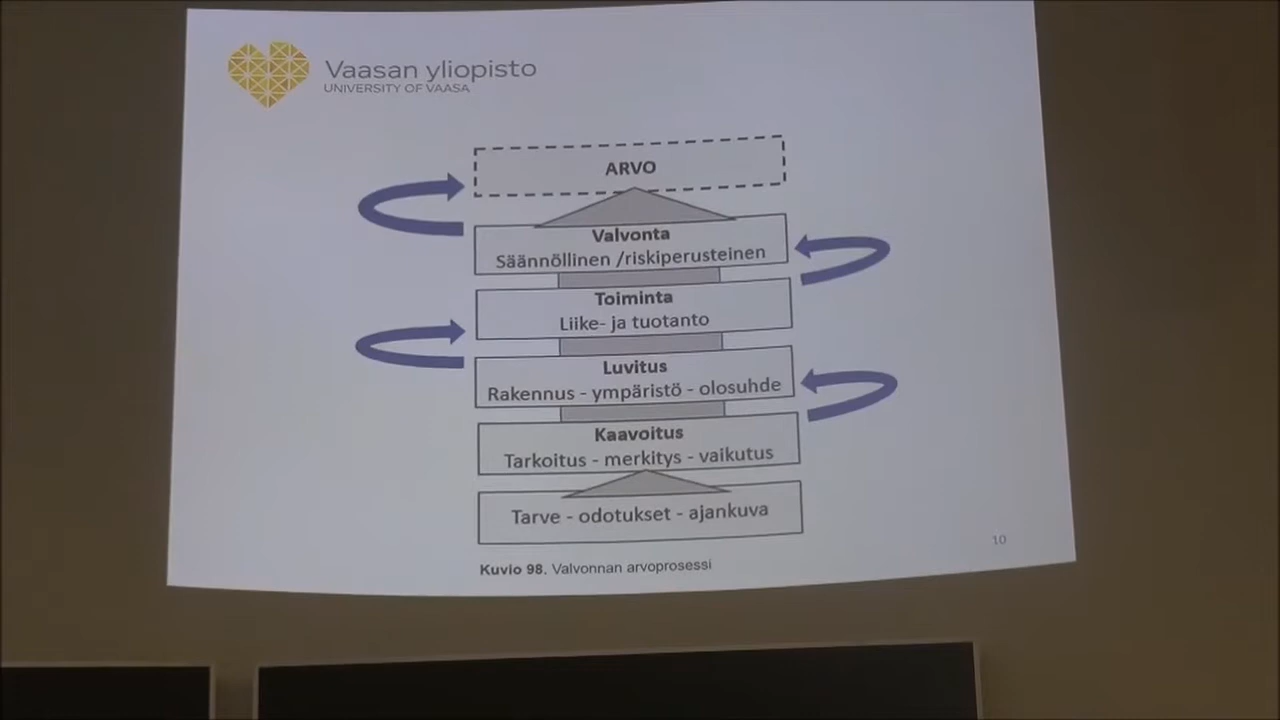 Vaasan yliopisto
UNIVERSITY OF VAASA
ARVO
Valvonta
Säännöllinen /riskiperusteinen
Toiminta
Liike- ja tuotanto
Luvitus
Rakennus - ympäristö - olosuhde
Kaavoitus
Tarkoitus - merkitys - vaikutus
Tarve - odotukset - ajankuva
10
Kuvio 98. Valvonnan arvoprosessi